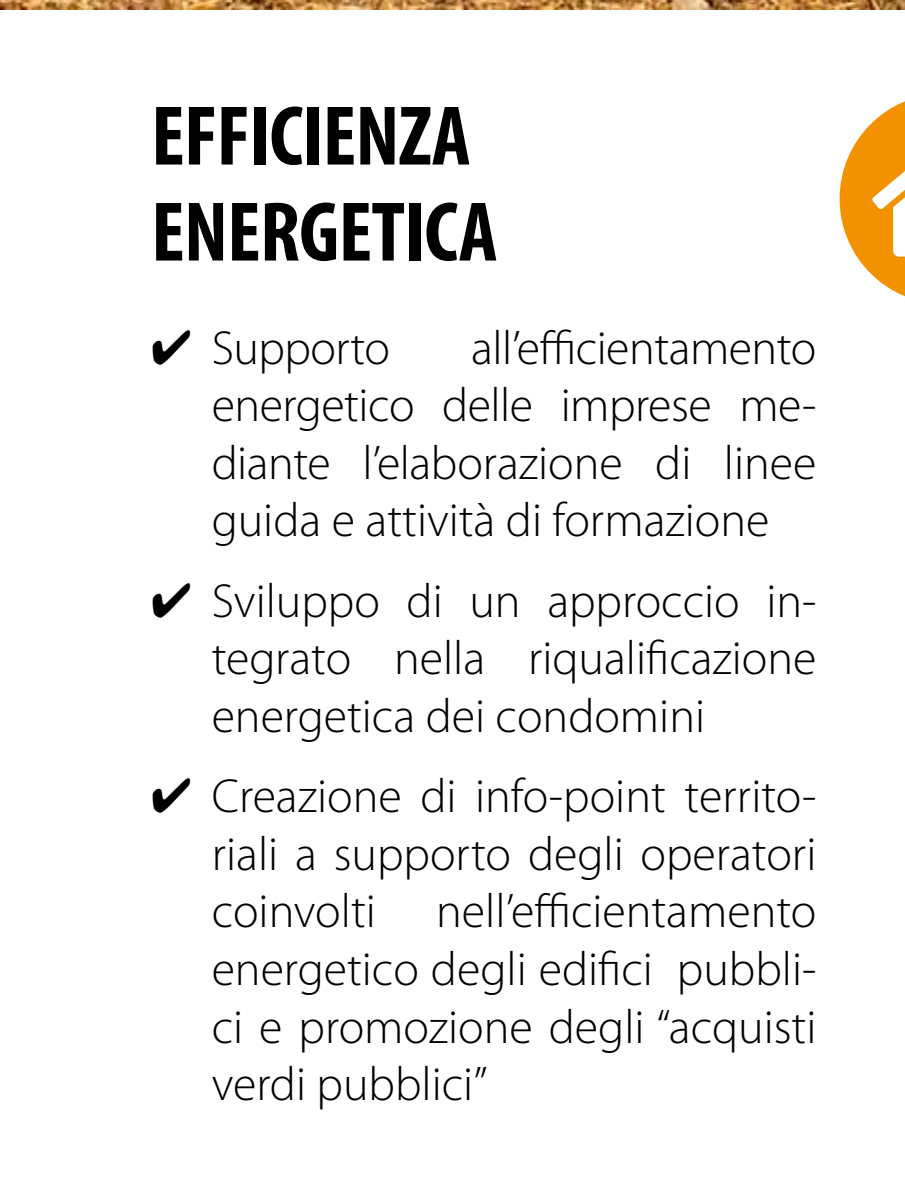 EFFICIENZA
ENERGETICA
✔ Supporto all’efficientamento
energetico delle imprese me-
diante l’elaborazione di linee
guida e attività di formazione
✔ Sviluppo di un approccio in-
tegrato nella riqualificazione
energetica dei condomini
✔ Creazione di info-point territo-
riali a supporto degli operatori
coinvolti nell’efficientamento
energetico degli edifici pubbli-
ci e promozione degli “acquisti
verdi pubblici”